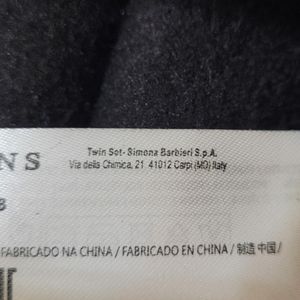 Twin Set-Simona Barbieri S.p.A.
Via della Chimica, 21 41012 Carpi (MO) Italy
NS
FABRICADO NA CHINA / FABRICADO EN CHINA / 制造 中国 /